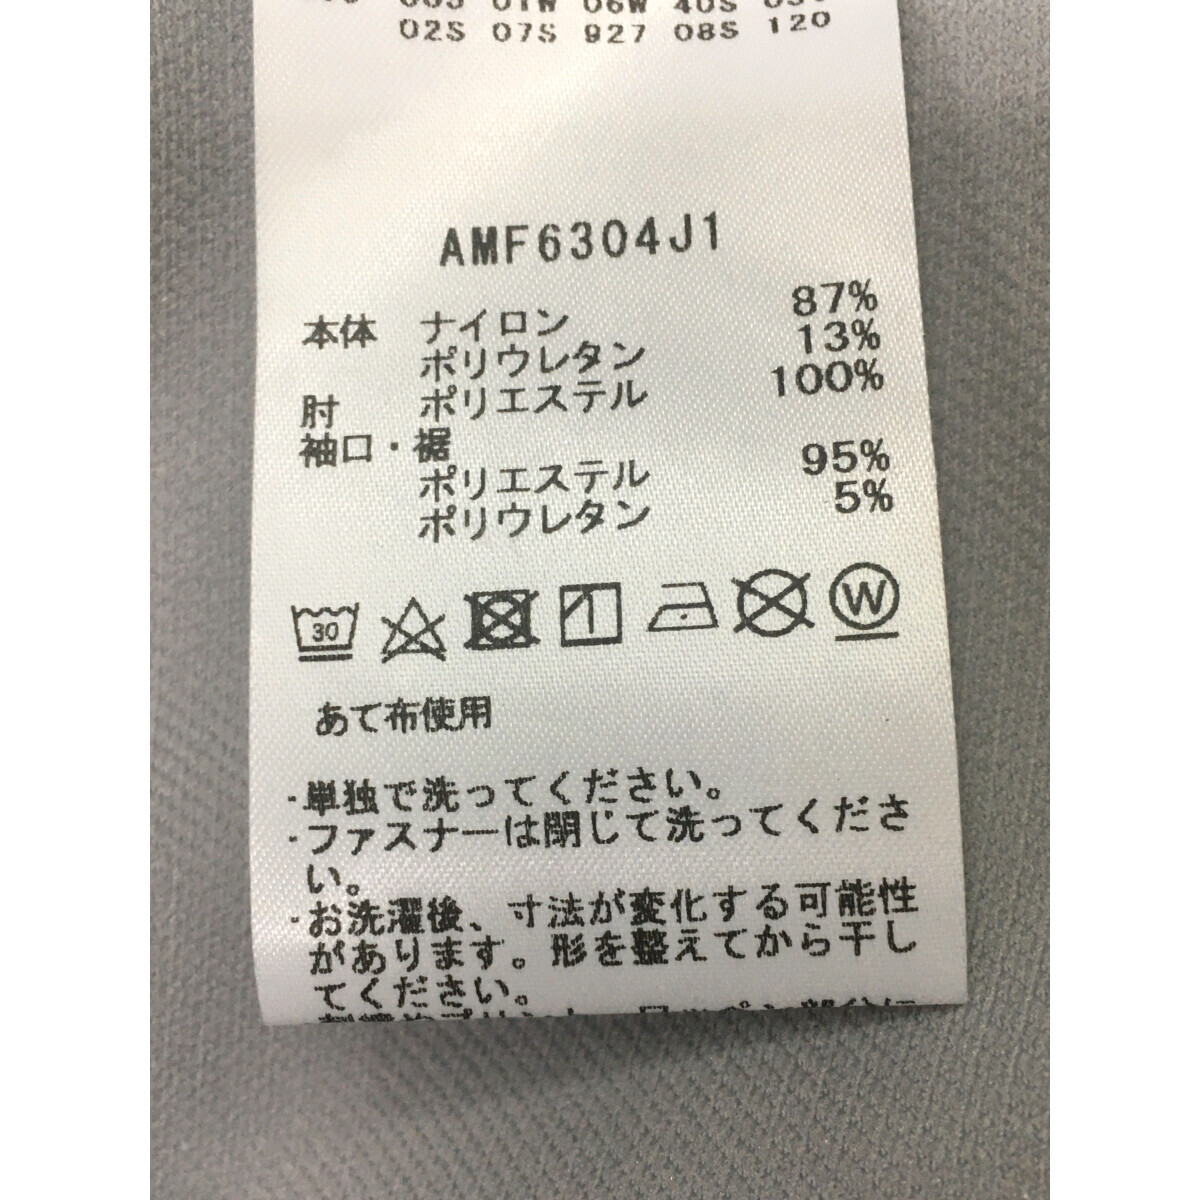 00S 01W 06W 40S
02S 07S 927 08S 120
AMF6304J1
本体 ナイロン 87%
ポリウレタン 13%
肘 ポリエステル 100%
袖口・裾
ポリエステル 95%
ポリウレタン 5%
30
W
あて布使用
・単独で洗ってください。
・ファスナーは閉じて洗ってくださ
い。
・お洗濯後、寸法が変化する可能性
があります。形を整えてから干し
てください。